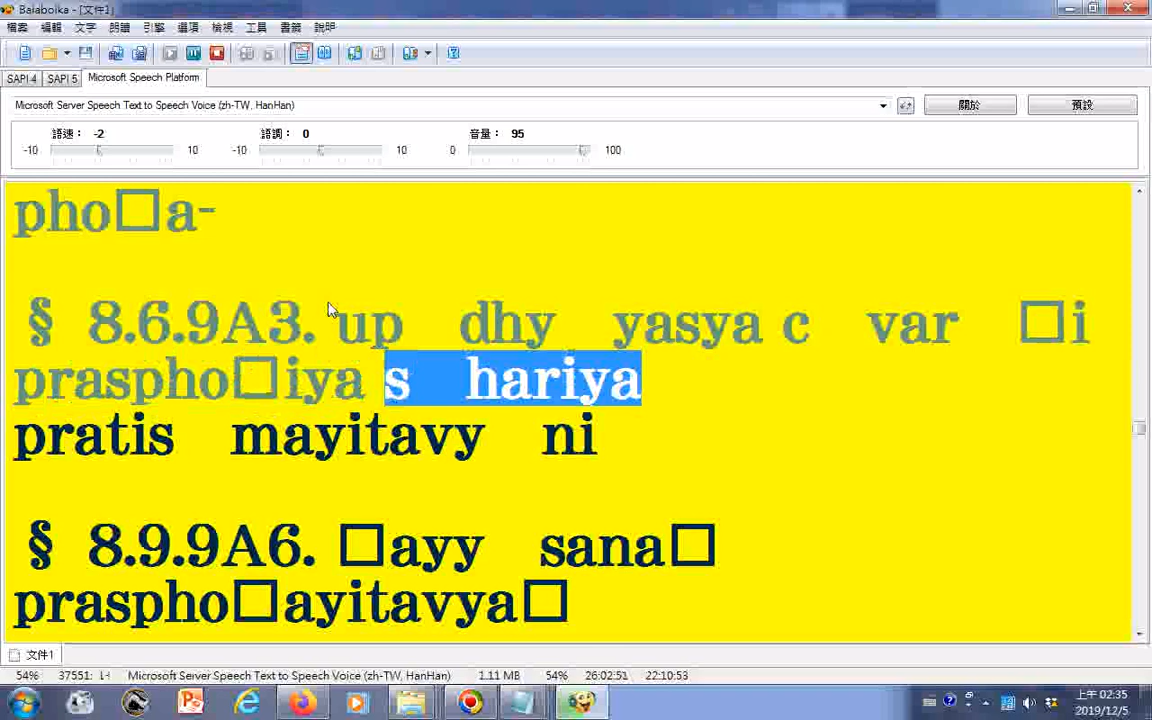 Balabolka - [文件1]
檔案 編輯 文字 朗讀 引擎 選項 檢視 工具 書籤 說明
SAPI 4 SAPI 5 Microsoft Speech Platform
Microsoft Server Speech Text to Speech Voice (zh-TW, HanHan) 關於 預設
語速： -2 語調： 0 音量： 95
-10 10 -10 10 0 100
pho□a-
§ 8.6.9A3. up dhy yasya c var □i
praspho□iya s hariya
pratis mayitavy ni
§ 8.9.9A6. □ayy sana□
praspho□ayitavya□
文件1
54% 37551: Microsoft Server Speech Text to Speech Voice (zh-TW, HanHan) 1.11 MB 54% 26:02:51 22:10:53
上午 02:35
2019/12/5